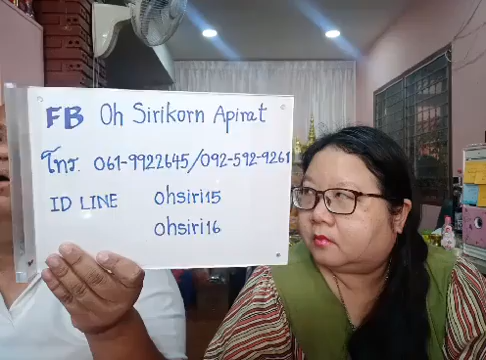 FB Oh Sirikorn Apirat
โทร. 061-9922645/092-592-9261
ID LINE ohsiri15
ohsiri16